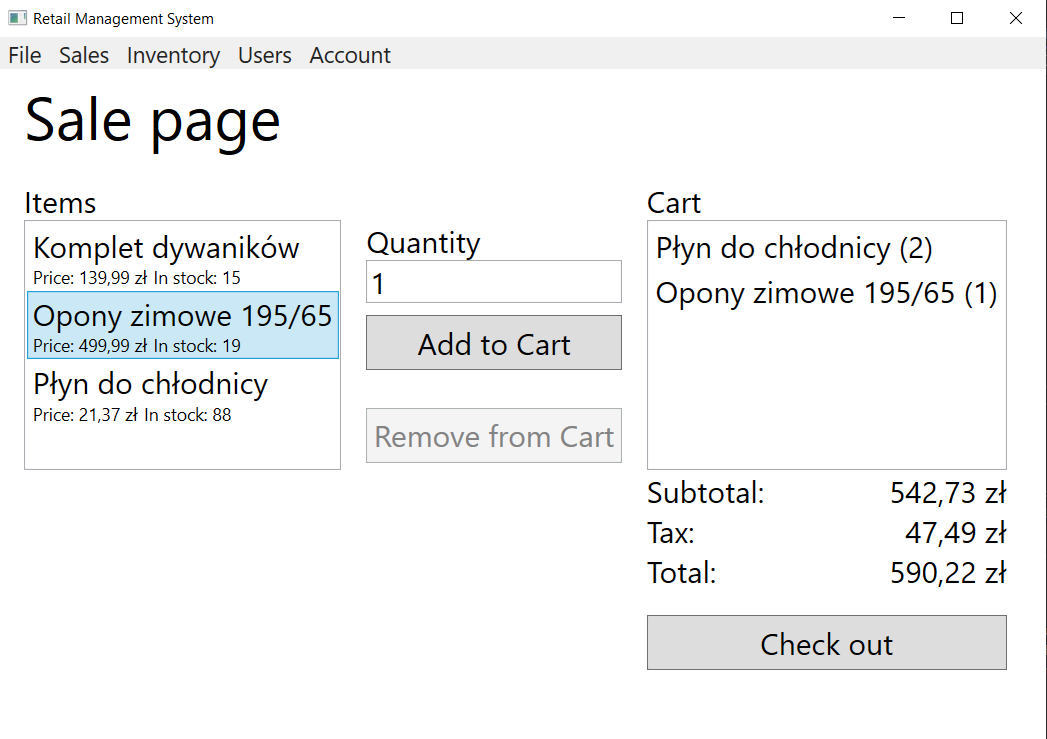 Retail Management System
File Sales Inventory Users Account
Sale page
Items
Komplet dywaników
Price: 139,99 zł In stock: 15
Opony zimowe 195/65
Price: 499,99 zł In stock: 19
Płyn do chłodnicy
Price: 21,37 zł In stock: 88
Quantity
1
Add to Cart
Remove from Cart
Cart
Płyn do chłodnicy (2)
Opony zimowe 195/65 (1)
Subtotal: 542,73 zł
Tax: 47,49 zł
Total: 590,22 zł
Check out